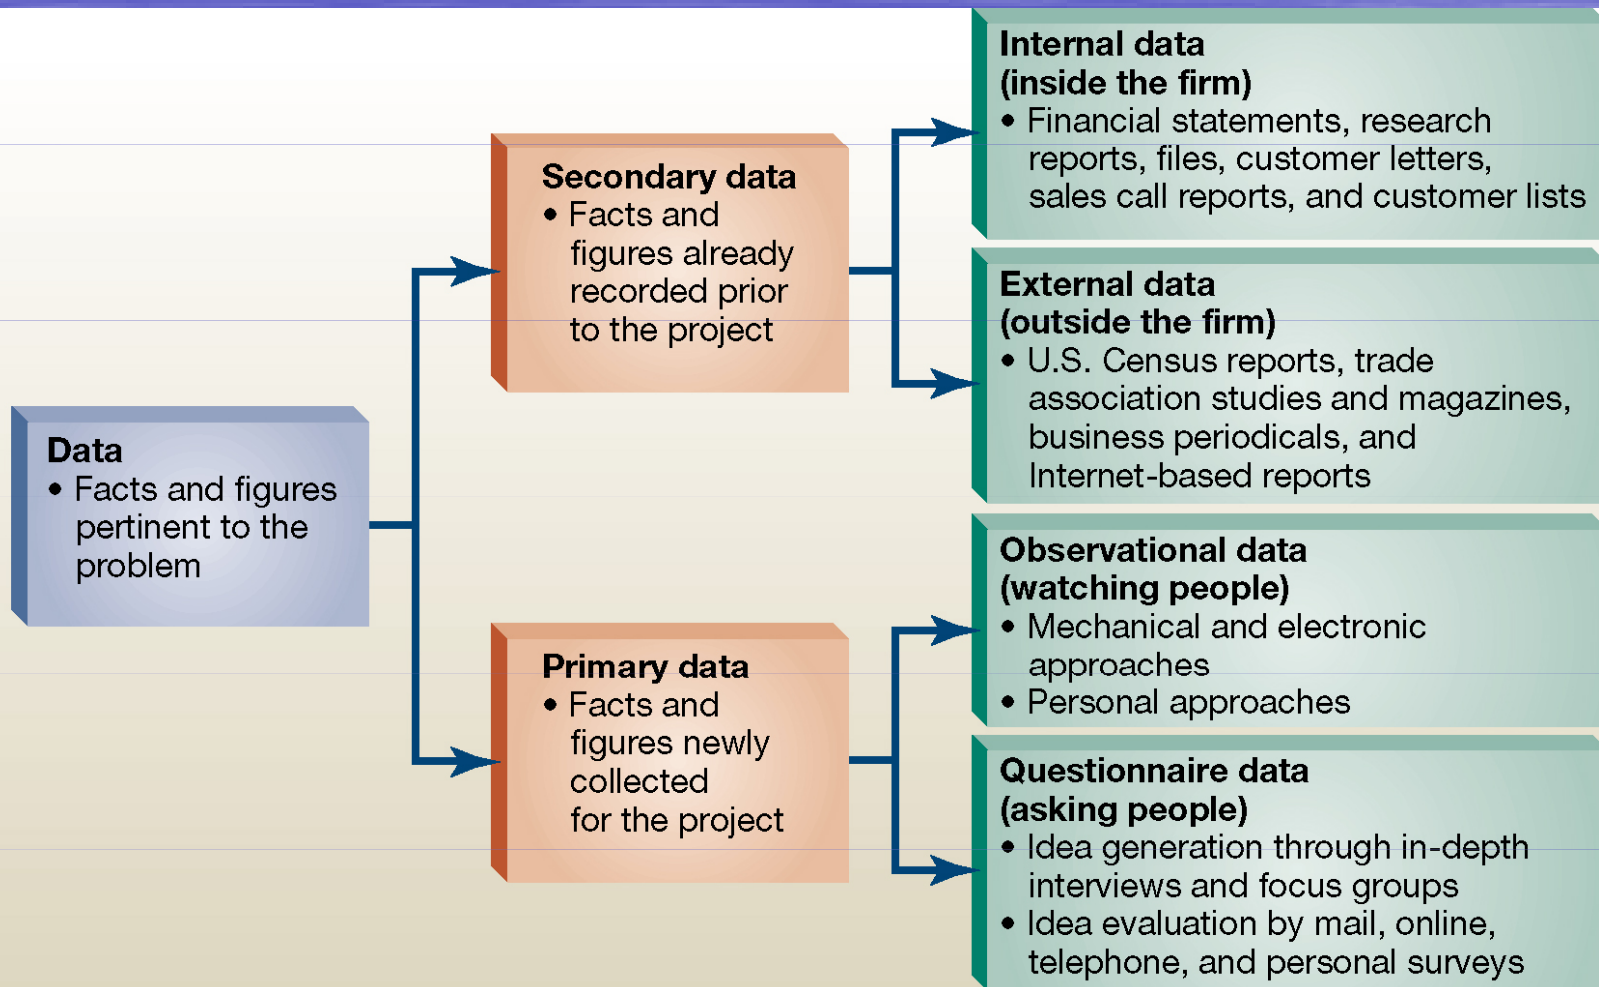 Data
• Facts and figures
pertinent to the
problem
Secondary data
• Facts and
figures already
recorded prior
to the project
Primary data
• Facts and
figures newly
collected
for the project
Internal data
(inside the firm)
• Financial statements, research
reports, files, customer letters,
sales call reports, and customer lists
External data
(outside the firm)
• U.S. Census reports, trade
association studies and magazines,
business periodicals, and
Internet-based reports
Observational data
(watching people)
• Mechanical and electronic
approaches
• Personal approaches
Questionnaire data
(asking people)
• Idea generation through in-depth
interviews and focus groups
• Idea evaluation by mail, online,
telephone, and personal surveys